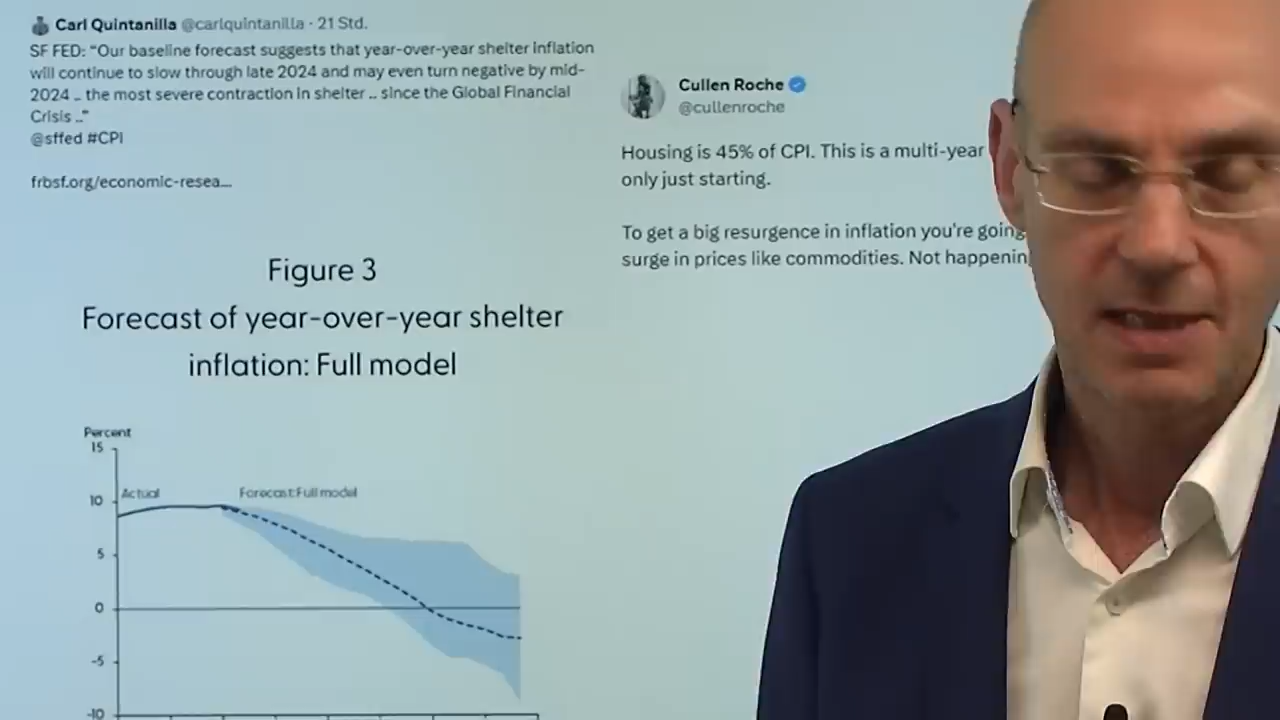 Carl Quintanilla @carlquintanilla · 21 Std.
SF FED: “Our baseline forecast suggests that year-over-year shelter inflation
will continue to slow through late 2024 and may even turn negative by mid-
2024 .. the most severe contraction in shelter .. since the Global Financial
Crisis ..”
@sffed #CPI
frbsf.org/economic-resea...
Cullen Roche
@cullenroche
Housing is 45% of CPI. This is a multi-year
only just starting.
To get a big resurgence in inflation you're going
surge in prices like commodities. Not happenin
Figure 3
Forecast of year-over-year shelter
inflation: Full model
Percent
15
Actual
Forecast:Full model
10
5
0
-5
-10